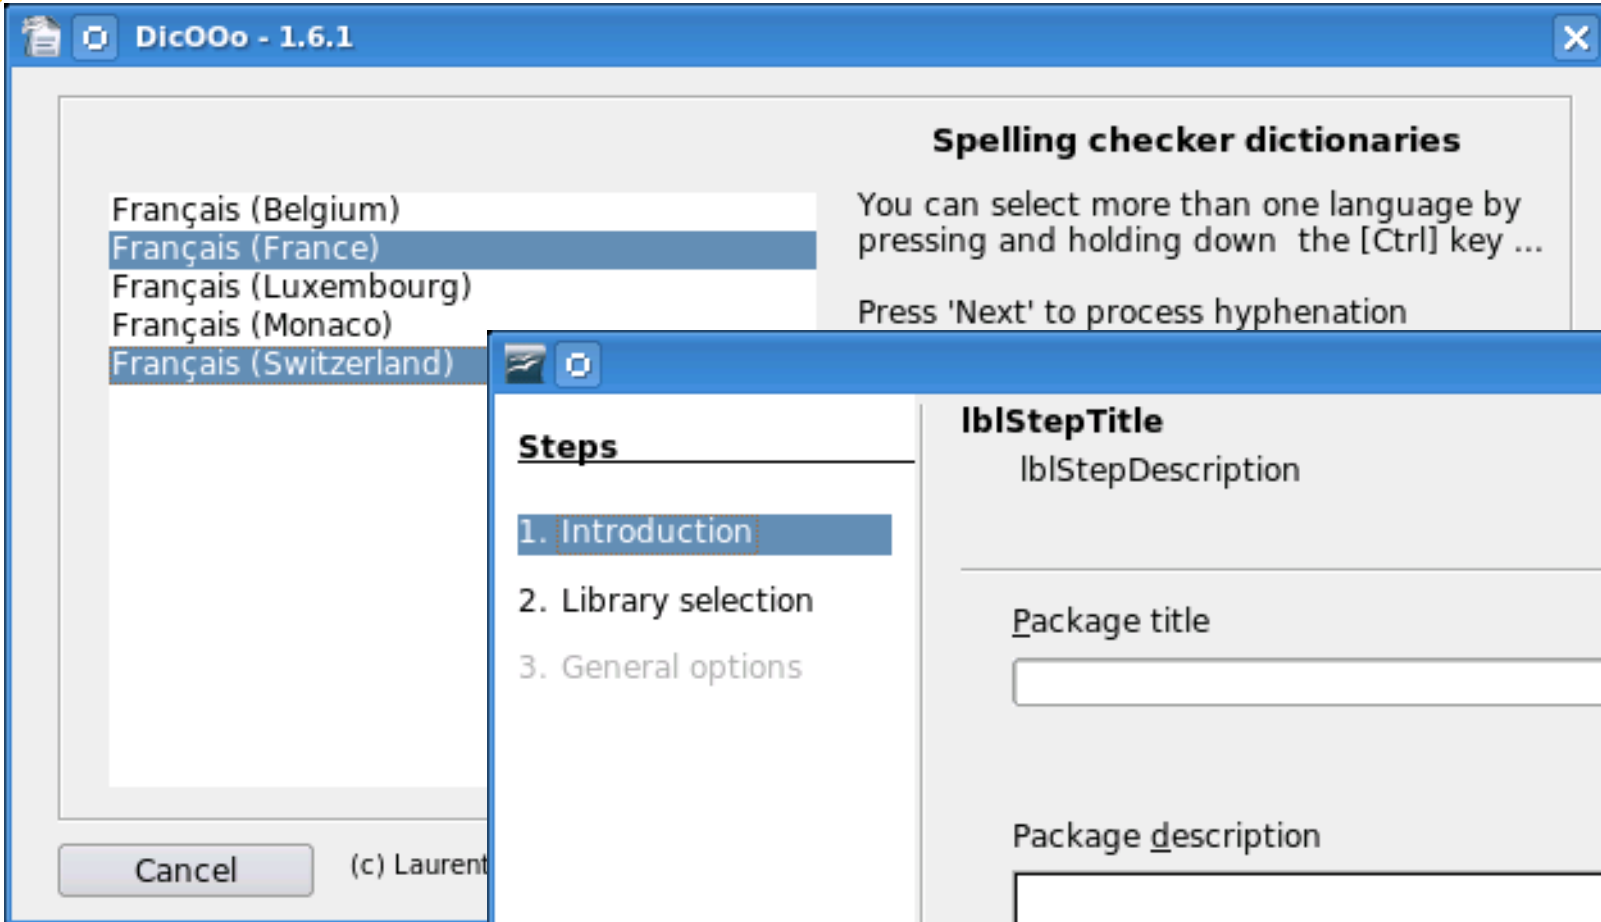 DicOOo - 1.6.1
Spelling checker dictionaries
You can select more than one language by
pressing and holding down  the [Ctrl] key ...
Press 'Next' to process hyphenation
Français (Belgium)
Français (France)
Français (Luxembourg)
Français (Monaco)
Français (Switzerland)
Cancel
(c) Laurent
Steps
1. Introduction
2. Library selection
3. General options
lblStepTitle
lblStepDescription
Package title
Package description